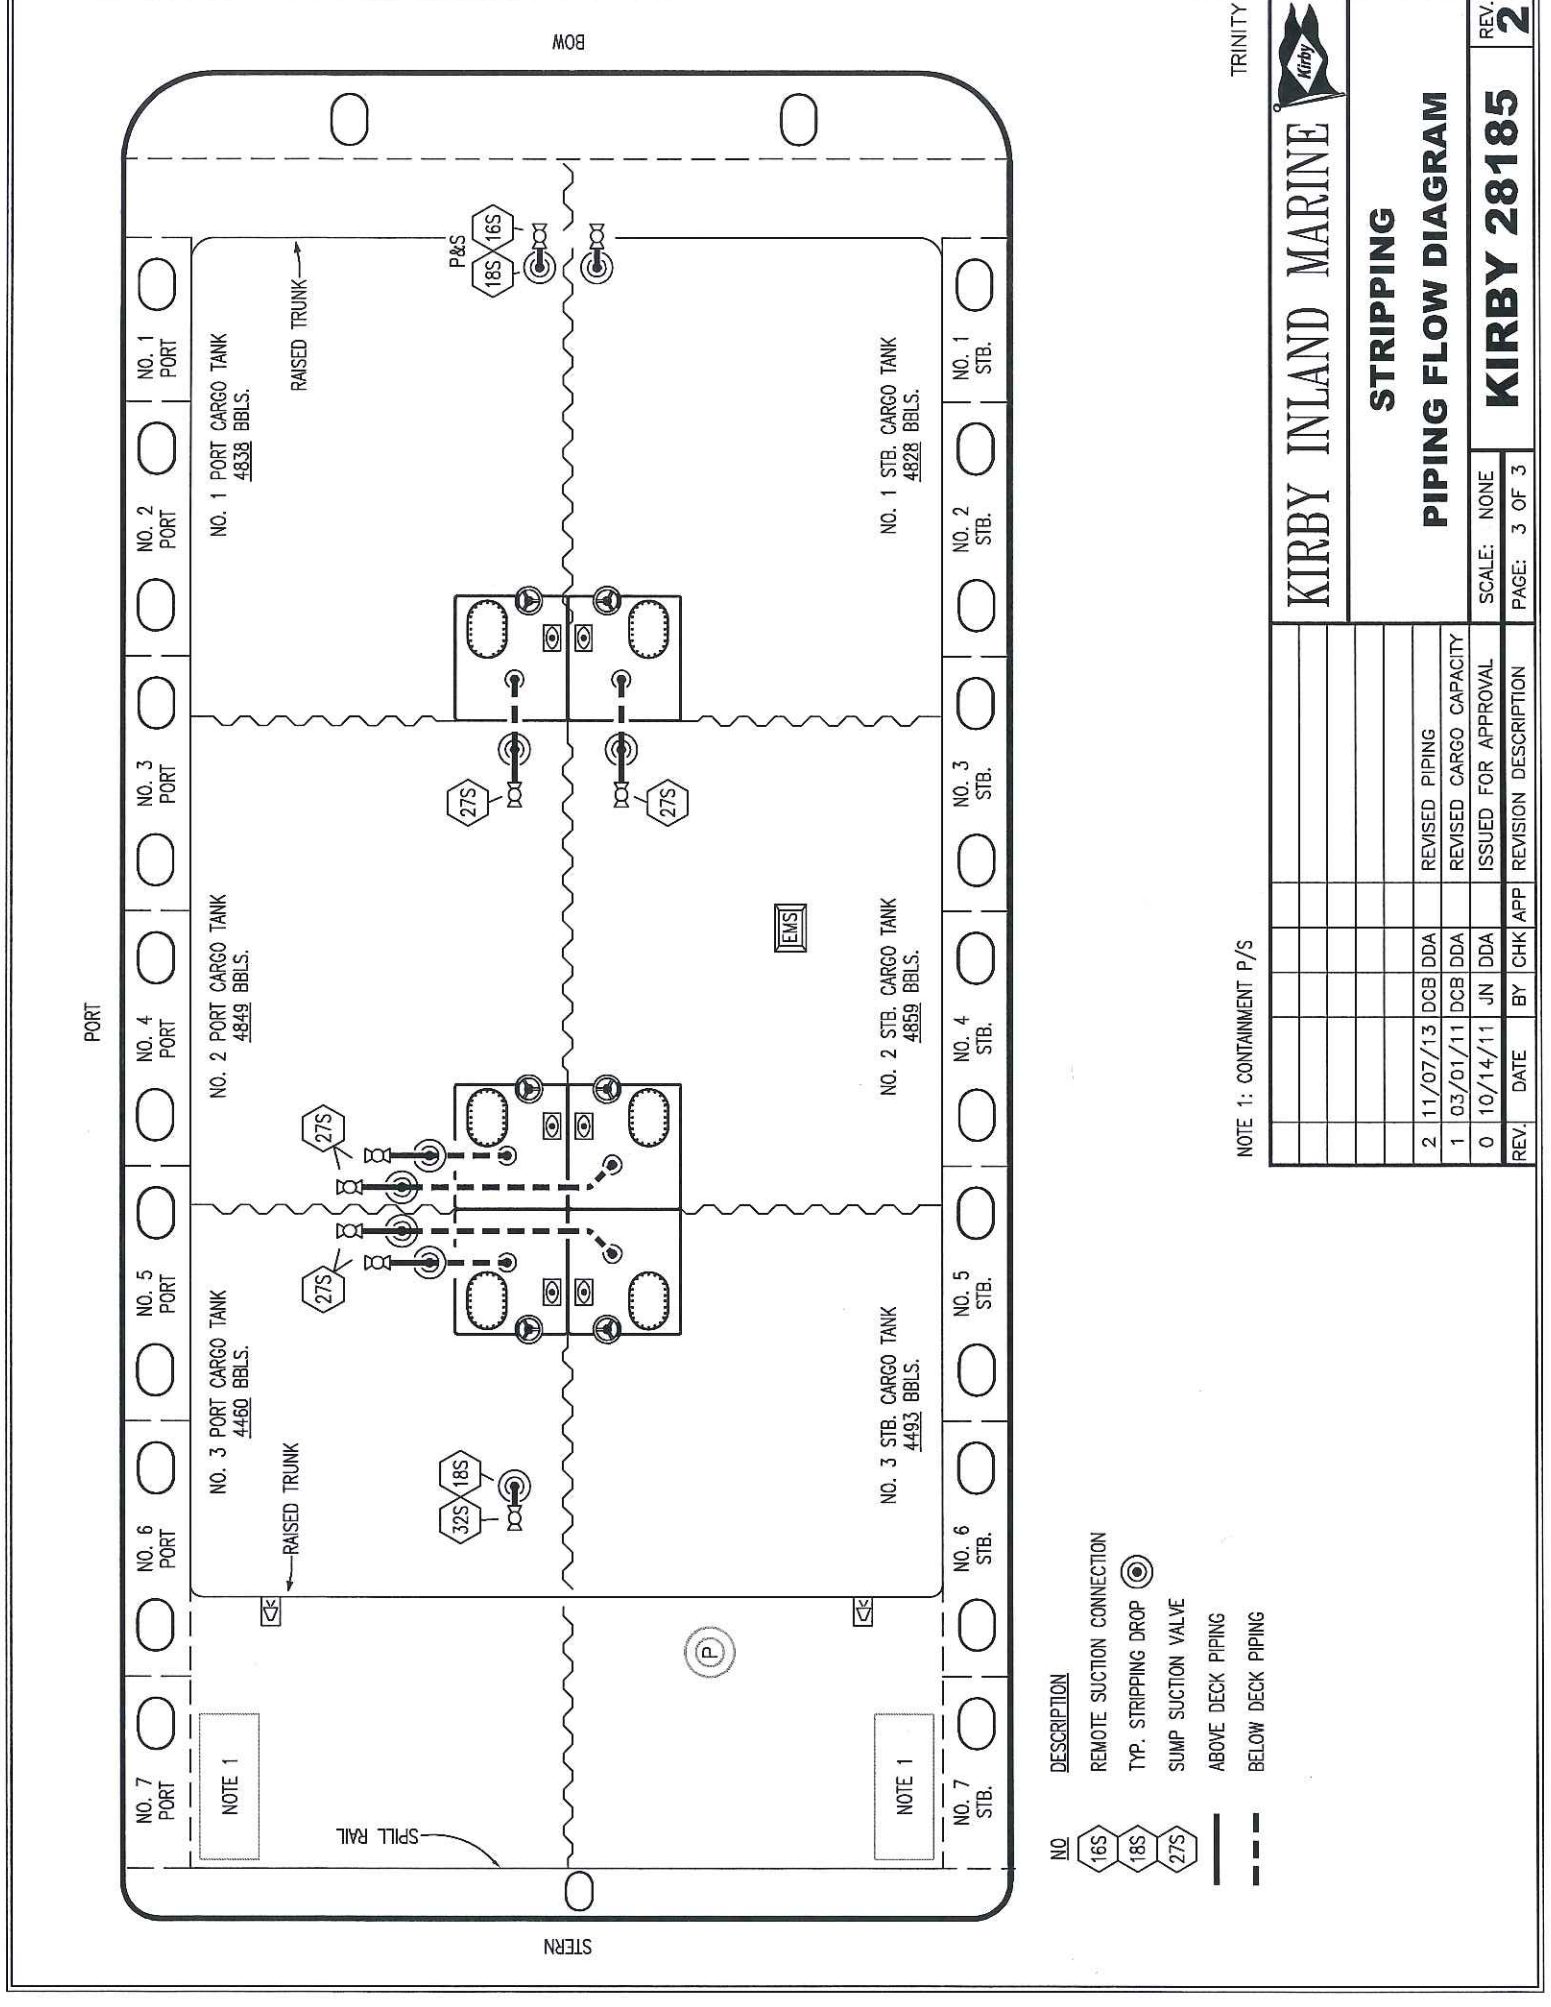 BOW
PORT
STERN
NO. 7
PORT
NO. 6
PORT
NO. 5
PORT
NO. 4
PORT
NO. 3
PORT
NO. 2
PORT
NO. 1
PORT
NOTE 1
SPILL RAIL
RAISED TRUNK
NO. 3 PORT CARGO TANK
4460 BBLS.
NO. 2 PORT CARGO TANK
4849 BBLS.
NO. 1 PORT CARGO TANK
4838 BBLS.
RAISED TRUNK
P&S
18S
16S
32S
18S
27S
27S
27S
27S
EMS
P
NO. 3 STB. CARGO TANK
4493 BBLS.
NO. 2 STB. CARGO TANK
4859 BBLS.
NO. 1 STB. CARGO TANK
4828 BBLS.
NOTE 1
NO. 7
STB.
NO. 6
STB.
NO. 5
STB.
NO. 4
STB.
NO. 3
STB.
NO. 2
STB.
NO. 1
STB.
NO DESCRIPTION
16S REMOTE SUCTION CONNECTION
18S TYP. STRIPPING DROP
27S SUMP SUCTION VALVE
ABOVE DECK PIPING
BELOW DECK PIPING
NOTE 1: CONTAINMENT P/S
TRINITY
2 11/07/13 DCB DDA REVISED PIPING
1 03/01/11 DCB DDA REVISED CARGO CAPACITY
0 10/14/11 JN DDA ISSUED FOR APPROVAL
REV. DATE BY CHK APP REVISION DESCRIPTION
KIRBY INLAND MARINE
Kirby
STRIPPING
PIPING FLOW DIAGRAM
SCALE: NONE
PAGE: 3 OF 3
KIRBY 28185
REV.
2